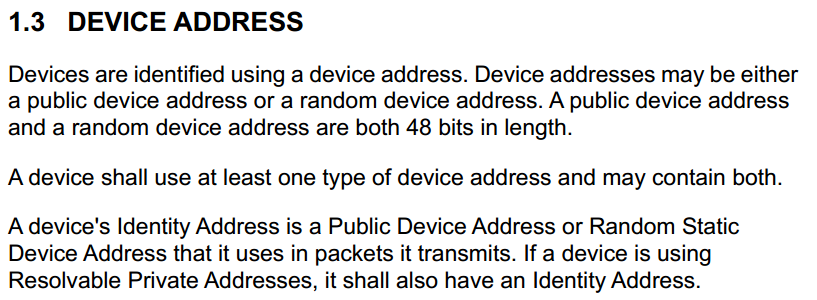 1.3 DEVICE ADDRESS
Devices are identified using a device address. Device addresses may be either
a public device address or a random device address. A public device address
and a random device address are both 48 bits in length.
A device shall use at least one type of device address and may contain both.
A device's Identity Address is a Public Device Address or Random Static
Device Address that it uses in packets it transmits. If a device is using
Resolvable Private Addresses, it shall also have an Identity Address.